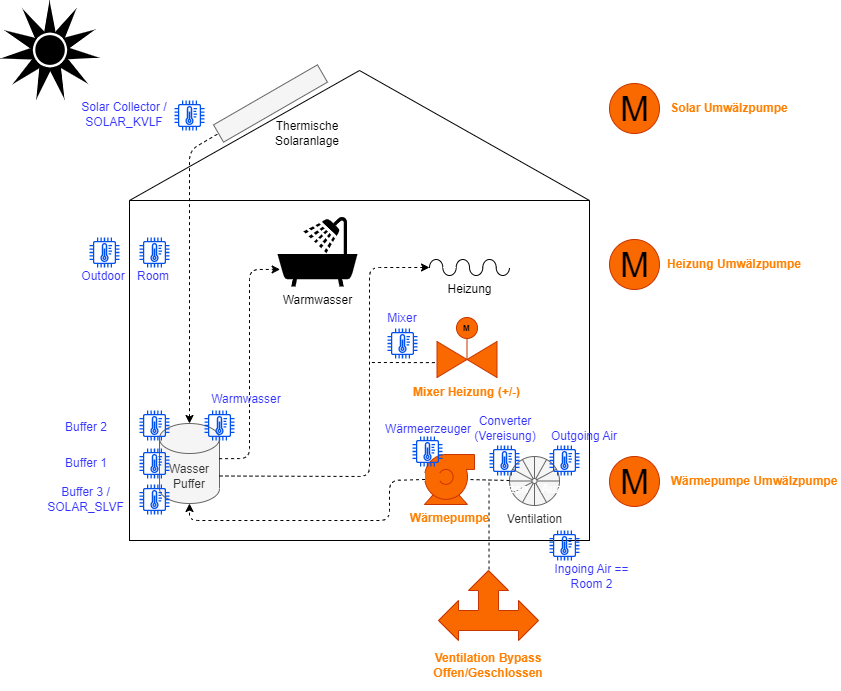 Solar Collector /
SOLAR_KVLF
Thermische
Solaranlage
M
Solar Umwälzpumpe
Outdoor
Room
Warmwasser
Heizung
M
Heizung Umwälzpumpe
Mixer
M
Mixer Heizung (+/-)
Warmwasser
Buffer 2
Buffer 1
Buffer 3 /
SOLAR_SLVF
Wasser
Puffer
Wärmeerzeuger
Converter
(Vereisung)
Outgoing Air
Wärmepumpe
Ventilation
M
Wärmepumpe Umwälzpumpe
Ingoing Air ==
Room 2
Ventilation Bypass
Offen/Geschlossen